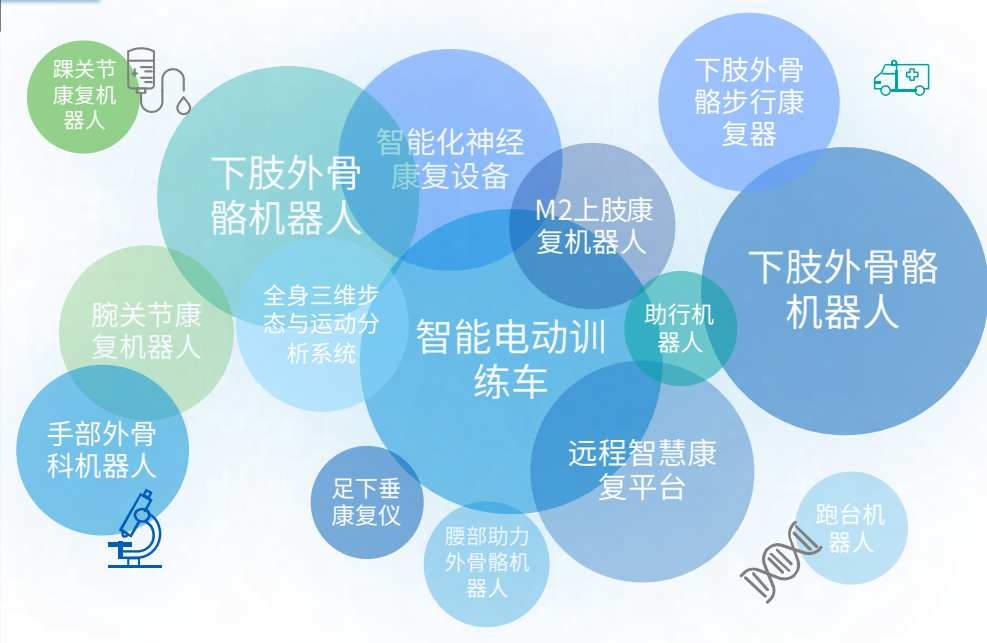 踝关节
康复机
器人
下肢外骨
骼机器人
智能化神经
康复设备
下肢外骨
骼步行康
复器
M2上肢康
复机器人
下肢外骨骼
机器人
腕关节康
复机器人
全身三维步
态与运动分
析系统
智能电动训
练车
助行机
器人
手部外骨
科机器人
远程智慧康
复平台
足下垂
康复仪
腰部助力
外骨骼机
器人
跑台机
器人